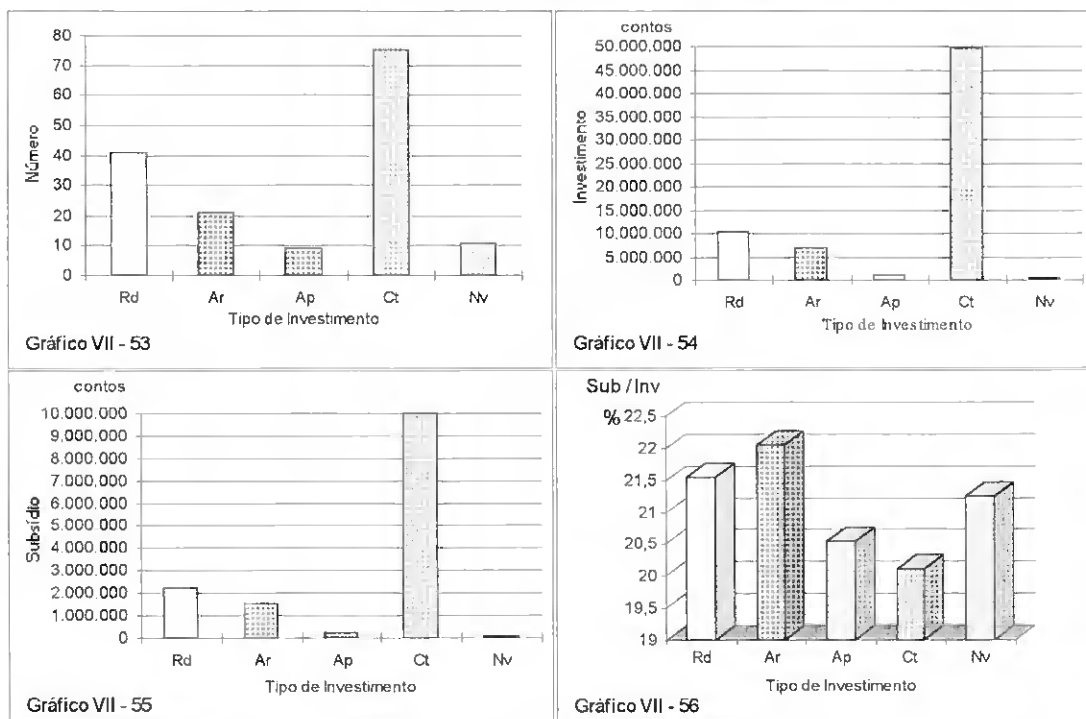 80
70
60
50
40
30
20
10
0
Número
Rd Ar Ap Ct Nv
Tipo de Investimento
Gráfico VII - 53
contos
50.000.000
45.000.000
40.000.000
35.000.000
30.000.000
25.000.000
20.000.000
15.000.000
10.000.000
5.000.000
0
Investimento
Rd Ar Ap Ct Nv
Tipo de Investimento
Gráfico VII - 54
contos
10.000.000
9.000.000
8.000.000
7.000.000
6.000.000
5.000.000
4.000.000
3.000.000
2.000.000
1.000.000
0
Subsídio
Rd Ar Ap Ct Nv
Tipo de Investimento
Gráfico VII - 55
Sub / Inv
%
22,5
22
21,5
21
20,5
20
19,5
19
Rd Ar Ap Ct Nv
Tipo de Investimento
Gráfico VII - 56